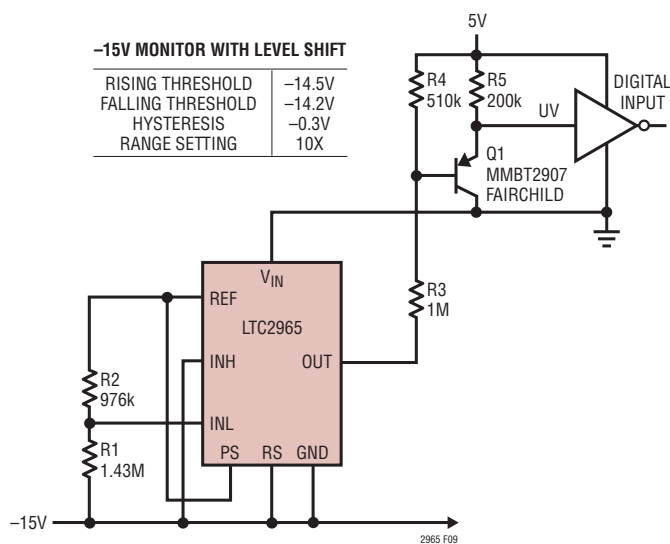 –15V MONITOR WITH LEVEL SHIFT
RISING THRESHOLD –14.5V
FALLING THRESHOLD –14.2V
HYSTERESIS –0.3V
RANGE SETTING 10X
5V
R4
510k
R5
200k
UV
DIGITAL
INPUT
Q1
MMBT2907
FAIRCHILD
R3
1M
VIN
REF
LTC2965
INH
OUT
INL
PS RS GND
R2
976k
R1
1.43M
–15V
2965 F09